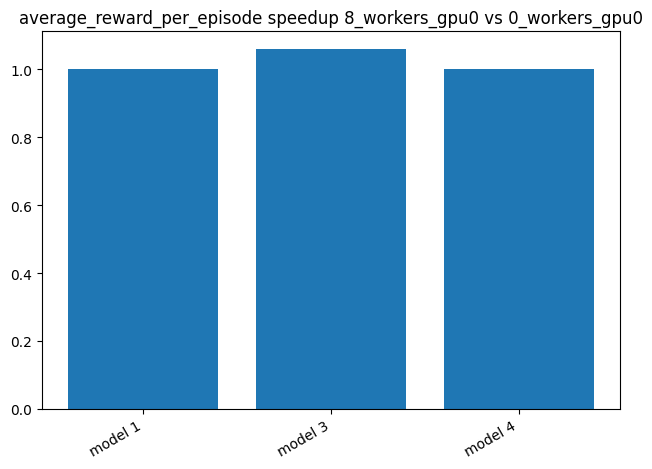 average_reward_per_episode speedup 8_workers_gpu0 vs 0_workers_gpu0
1.0
0.8
0.6
0.4
0.2
0.0
model 1
model 3
model 4